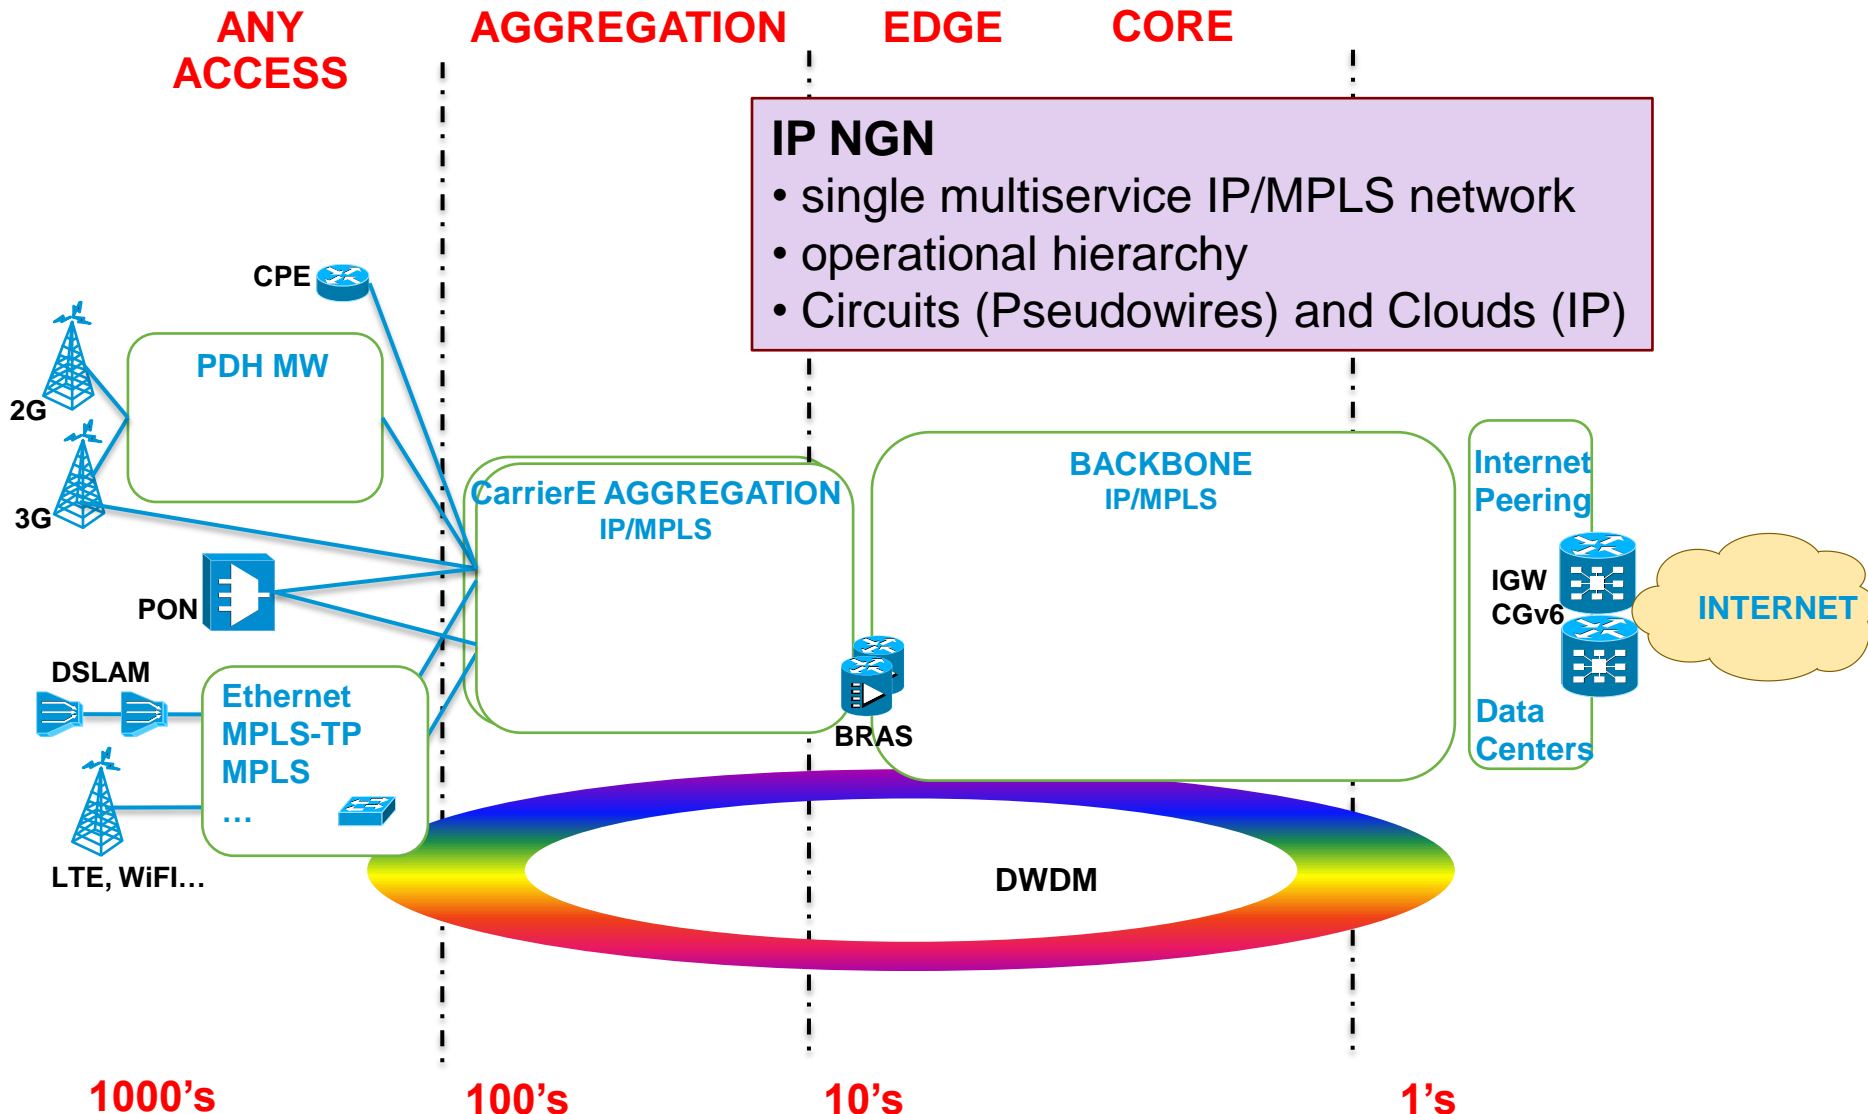 ANY
ACCESS
AGGREGATION
EDGE
CORE
IP NGN
• single multiservice IP/MPLS network
• operational hierarchy
• Circuits (Pseudowires) and Clouds (IP)
CPE
PDH MW
2G
3G
CarrierE AGGREGATION
IP/MPLS
BACKBONE
IP/MPLS
Internet
Peering
IGW
CGv6
INTERNET
PON
DSLAM
Ethernet
MPLS-TP
MPLS
…
BRAS
Data
Centers
LTE, WiFI…
DWDM
1000’s
100’s
10’s
1’s